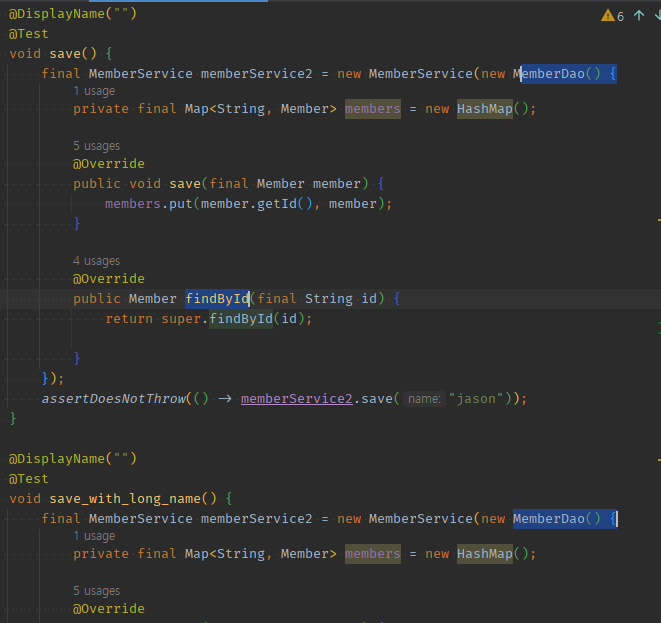 @DisplayName("")
6
@Test
void save() {
final MemberService memberService2 = new MemberService(new MemberDao() {
1 usage
private final Map<String, Member> members = new HashMap();
5 usages
@Override
public void save(final Member member) {
members.put(member.getId(), member);
}
4 usages
@Override
public Member findById(final String id) {
return super.findById(id);
}
});
assertDoesNotThrow(() -> memberService2.save( name: "jason"));
}
@DisplayName("")
@Test
void save_with_long_name() {
final MemberService memberService2 = new MemberService(new MemberDao() {
1 usage
private final Map<String, Member> members = new HashMap();
5 usages
@Override